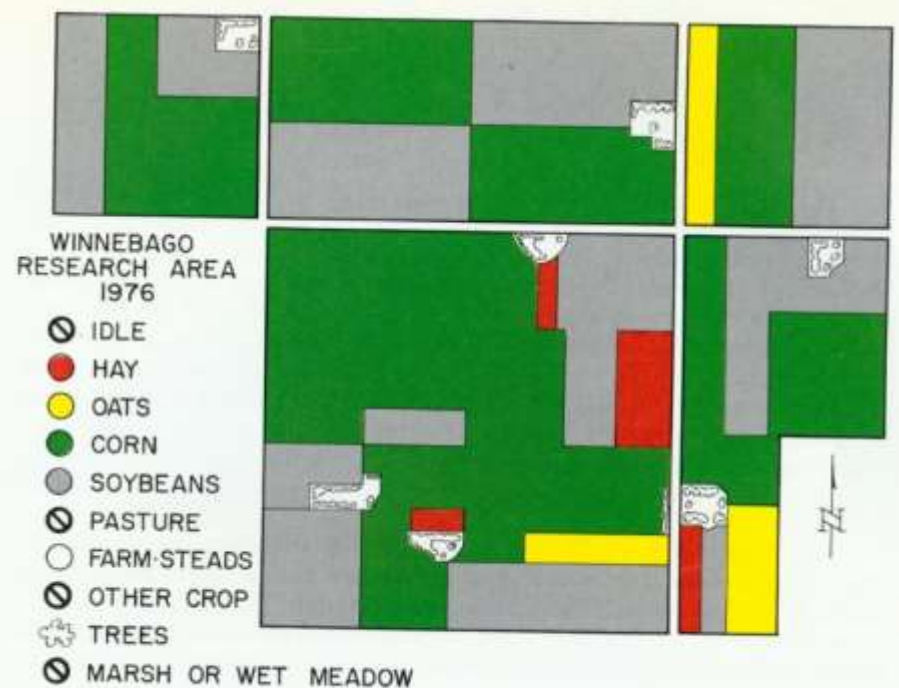 WINNEBAGO
RESEARCH AREA
1976
IDLE
HAY
OATS
CORN
SOYBEANS
PASTURE
FARM-STEADS
OTHER CROP
TREES
MARSH OR WET MEADOW